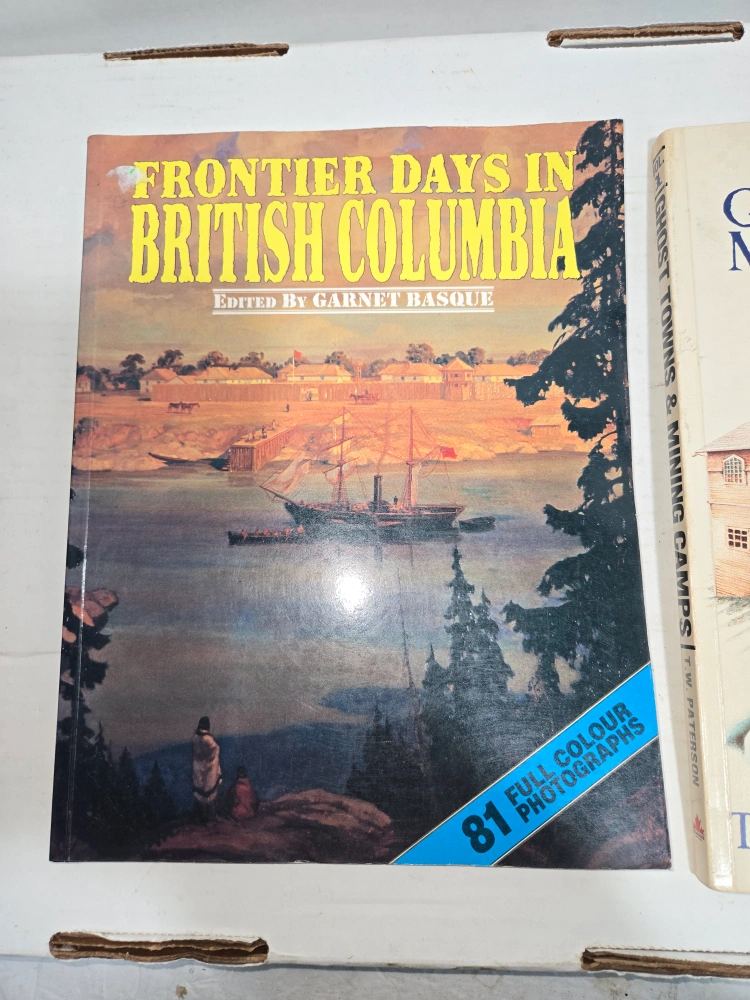 FRONTIER DAYS IN
BRITISH COLUMBIA
EDITED BY GARNET BASQUE
81 FULL COLOUR
PHOTOGRAPHS
GHOST TOWNS & MINING CAMPS
T.W. PATERSON